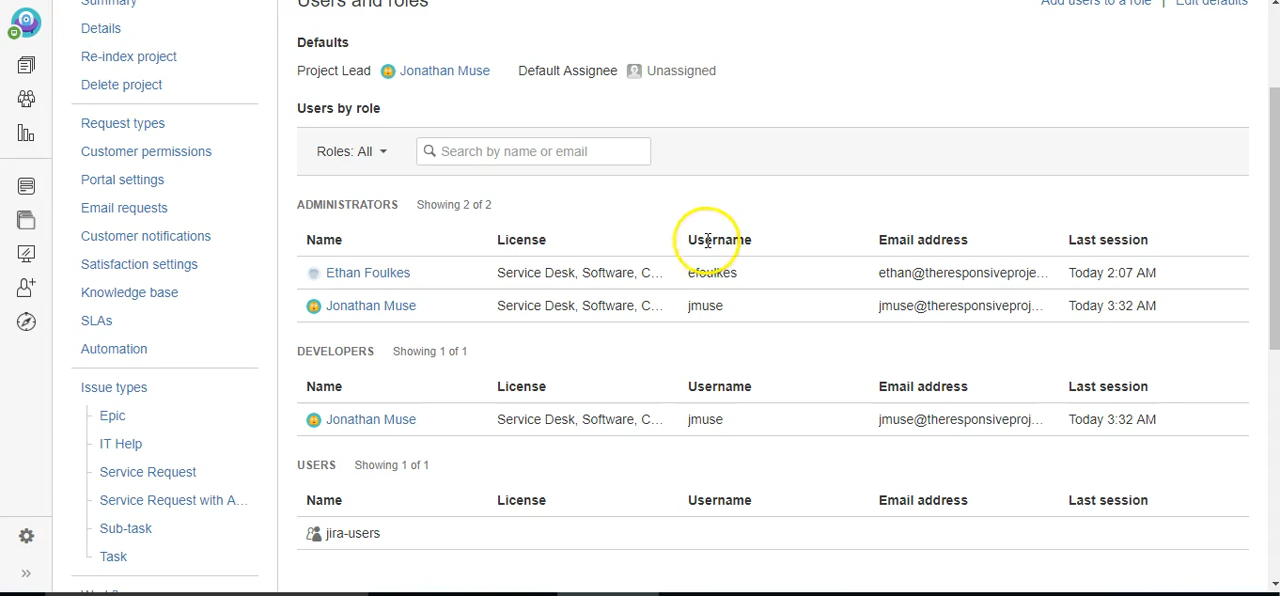 Summary
Details
Re-index project
Delete project
Request types
Customer permissions
Portal settings
Email requests
Customer notifications
Satisfaction settings
Knowledge base
SLAs
Automation
Issue types
Epic
IT Help
Service Request
Service Request with A...
Sub-task
Task
Users and roles
Add users to a role | Edit defaults
Defaults
Project Lead Jonathan Muse Default Assignee Unassigned
Users by role
Roles: All Search by name or email
ADMINISTRATORS Showing 2 of 2
Name License Username Email address Last session
Ethan Foulkes Service Desk, Software, C... efoulkes ethan@theresponsiveproje... Today 2:07 AM
Jonathan Muse Service Desk, Software, C... jmuse jmuse@theresponsiveproj... Today 3:32 AM
DEVELOPERS Showing 1 of 1
Name License Username Email address Last session
Jonathan Muse Service Desk, Software, C... jmuse jmuse@theresponsiveproj... Today 3:32 AM
USERS Showing 1 of 1
Name License Username Email address Last session
jira-users